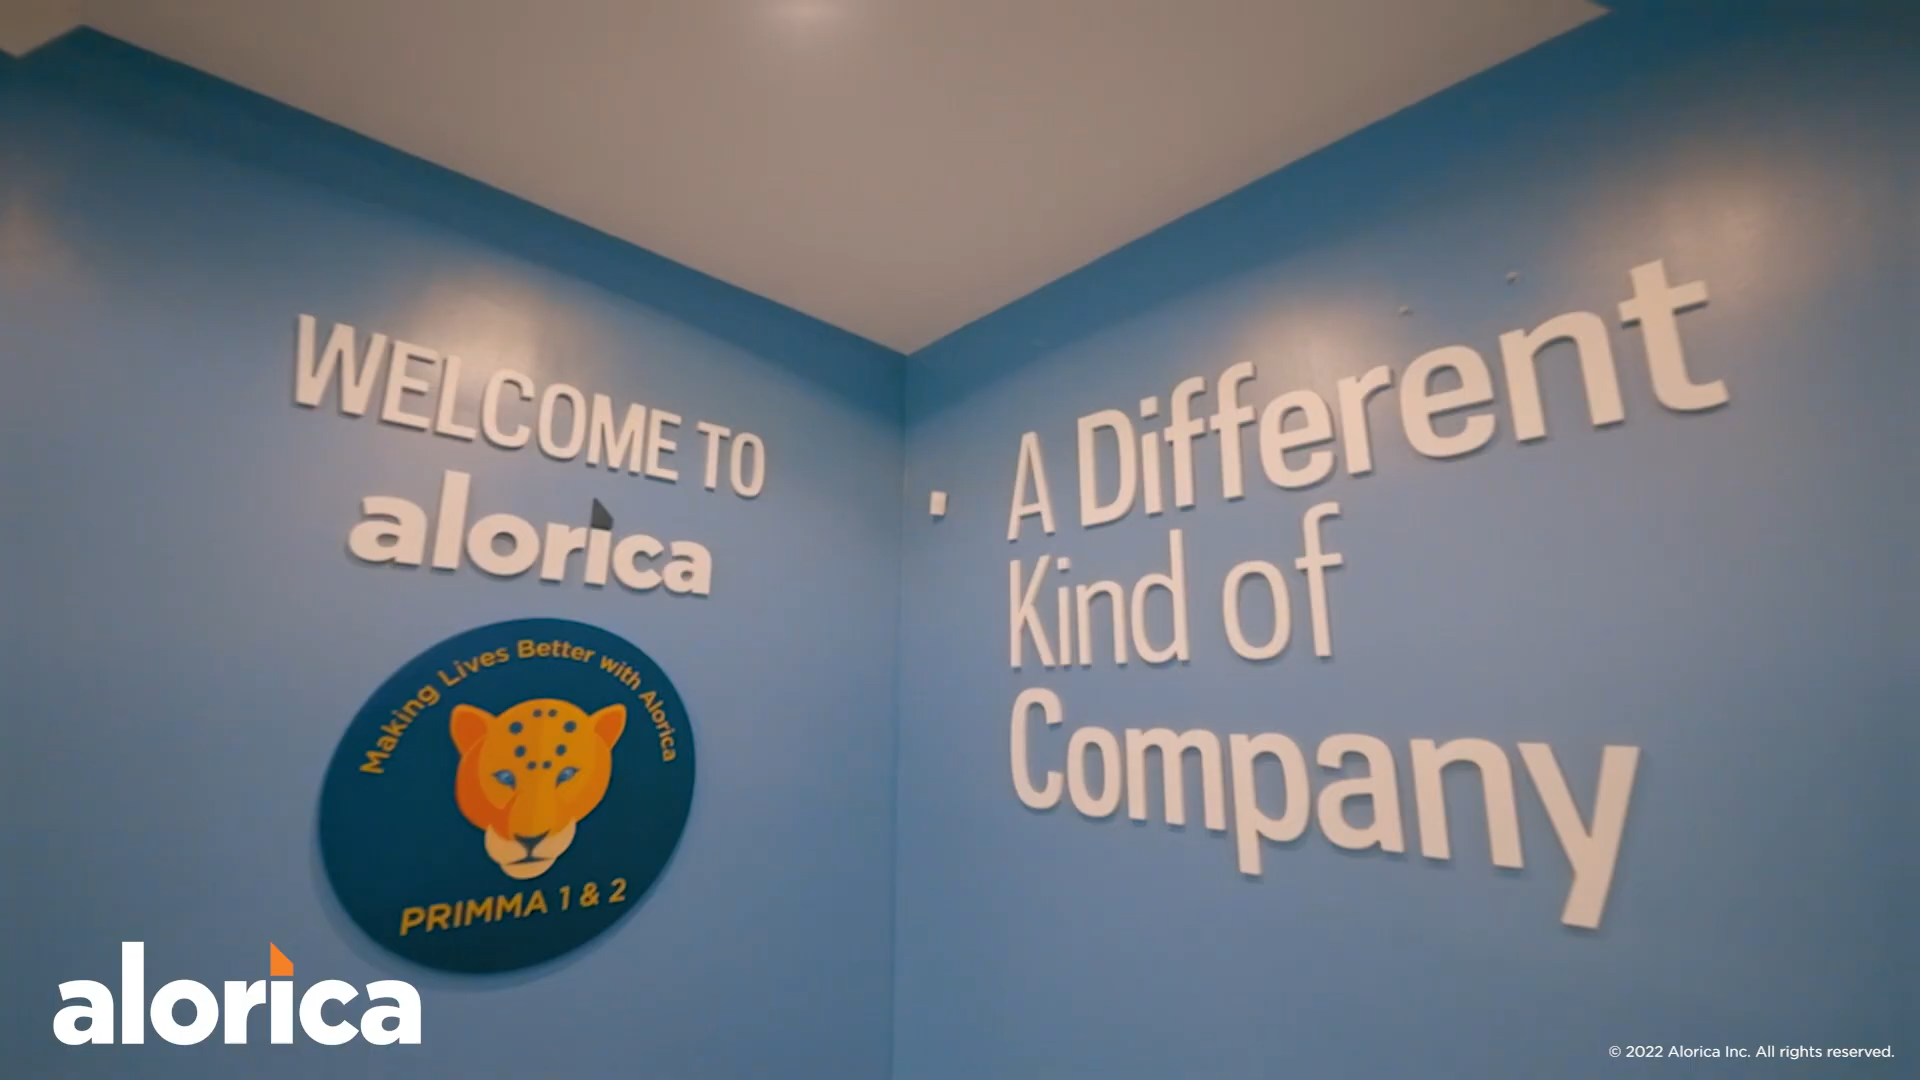 WELCOME TO
alorica
Making Lives Better with Alorica
PRIMMA 1 & 2
A Different
Kind of
Company
alorica
© 2022 Alorica Inc. All rights reserved.